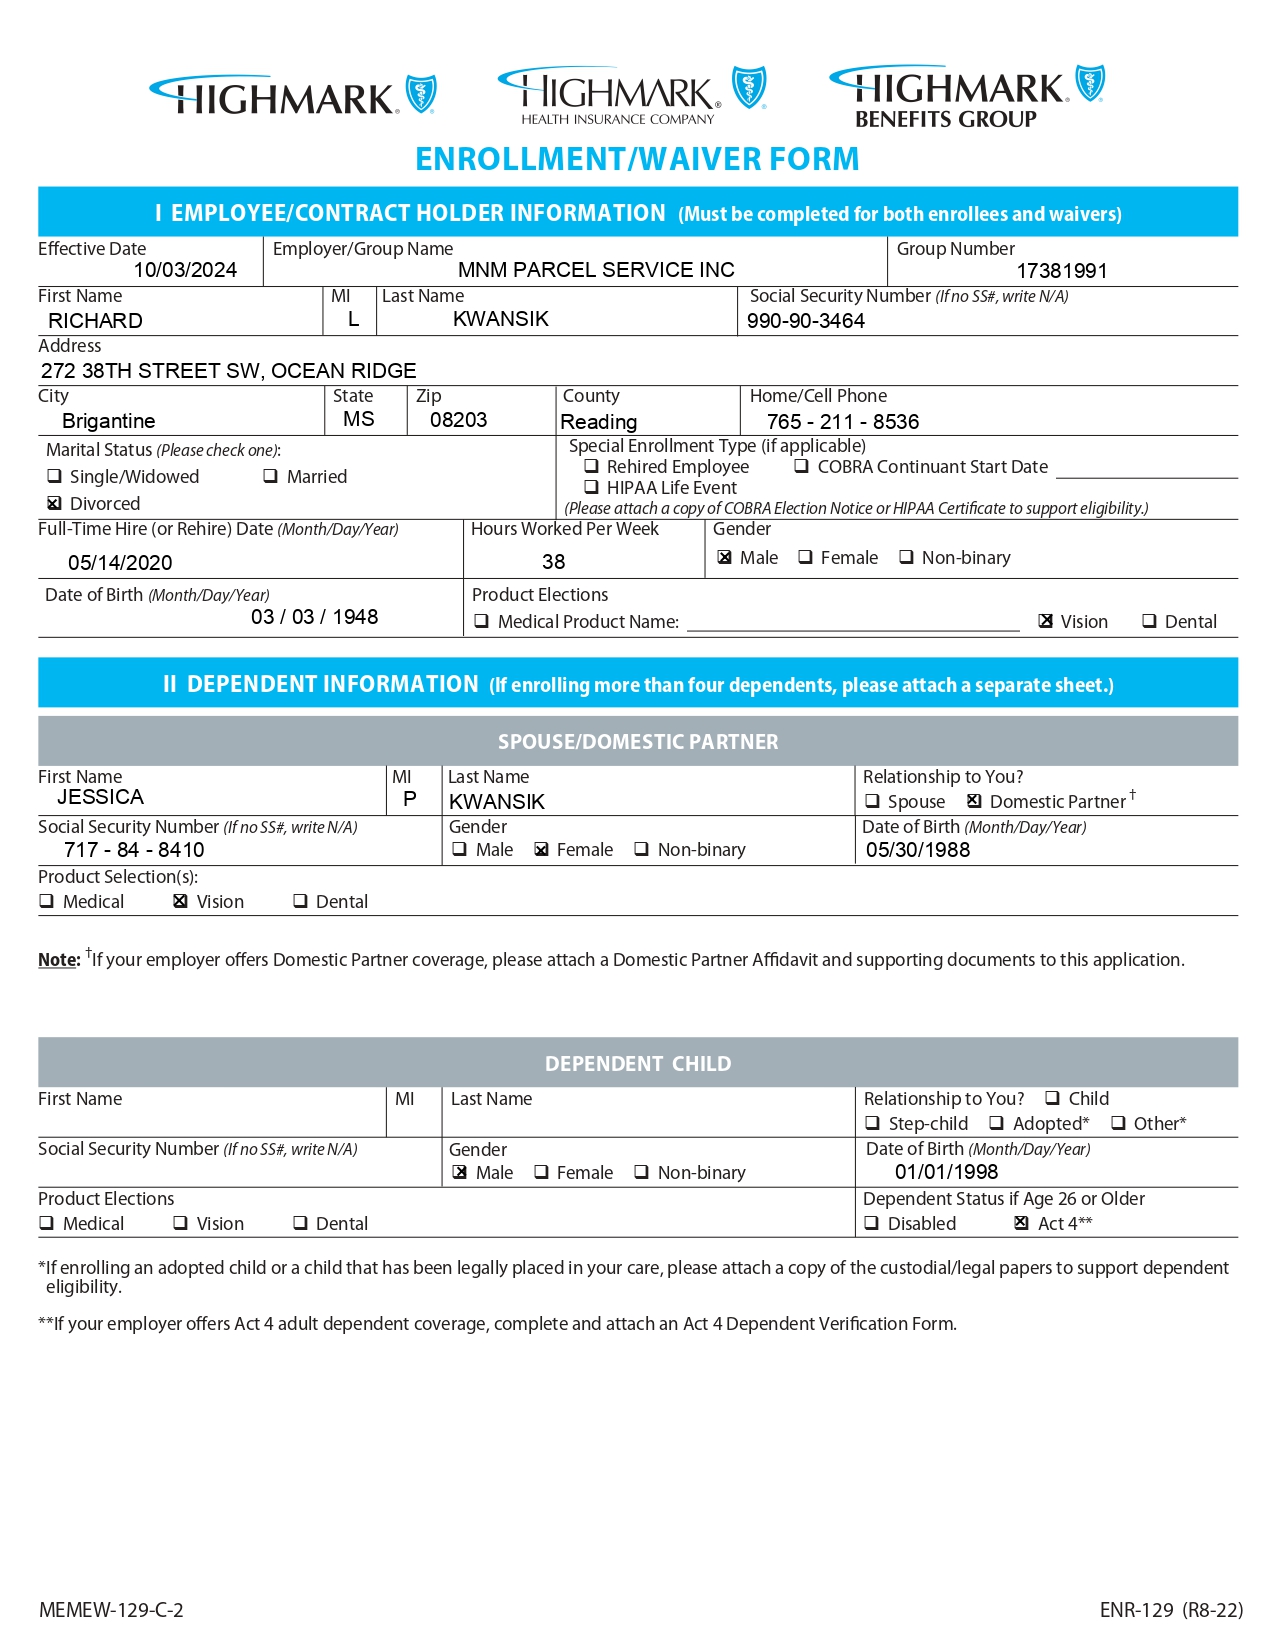 HIGHMARK®
HIGHMARK®
HEALTH INSURANCE COMPANY
HIGHMARK®
BENEFITS GROUP
ENROLLMENT/WAIVER FORM
I EMPLOYEE/CONTRACT HOLDER INFORMATION (Must be completed for both enrollees and waivers)
Effective Date Employer/Group Name Group Number
10/03/2024 MNM PARCEL SERVICE INC 17381991
First Name MI Last Name Social Security Number (If no SS#, write N/A)
RICHARD L KWANSIK 990-90-3464
Address
272 38TH STREET SW, OCEAN RIDGE
City State Zip County Home/Cell Phone
Brigantine MS 08203 Reading 765 - 211 - 8536
Marital Status (Please check one): Special Enrollment Type (if applicable)
❑ Single/Widowed ❑ Married ❑ Rehired Employee ❑ COBRA Continuant Start Date
☒ Divorced ❑ HIPAA Life Event
(Please attach a copy of COBRA Election Notice or HIPAA Certificate to support eligibility.)
Full-Time Hire (or Rehire) Date (Month/Day/Year) Hours Worked Per Week Gender
05/14/2020 38 ☒ Male ❑ Female ❑ Non-binary
Date of Birth (Month/Day/Year) Product Elections
03 / 03 / 1948 ❑ Medical Product Name: ☒ Vision ❑ Dental
II DEPENDENT INFORMATION (If enrolling more than four dependents, please attach a separate sheet.)
SPOUSE/DOMESTIC PARTNER
First Name MI Last Name Relationship to You?
JESSICA P KWANSIK ❑ Spouse ☒ Domestic Partner †
Social Security Number (If no SS#, write N/A) Gender Date of Birth (Month/Day/Year)
717 - 84 - 8410 ❑ Male ☒ Female ❑ Non-binary 05/30/1988
Product Selection(s):
❑ Medical ☒ Vision ❑ Dental
Note: †If your employer offers Domestic Partner coverage, please attach a Domestic Partner Affidavit and supporting documents to this application.
DEPENDENT CHILD
First Name MI Last Name Relationship to You? ❑ Child
❑ Step-child ❑ Adopted* ❑ Other*
Social Security Number (If no SS#, write N/A) Gender Date of Birth (Month/Day/Year)
☒ Male ❑ Female ❑ Non-binary 01/01/1998
Product Elections Dependent Status if Age 26 or Older
❑ Medical ❑ Vision ❑ Dental ❑ Disabled ☒ Act 4**
*If enrolling an adopted child or a child that has been legally placed in your care, please attach a copy of the custodial/legal papers to support dependent
eligibility.
**If your employer offers Act 4 adult dependent coverage, complete and attach an Act 4 Dependent Verification Form.
MEMEW-129-C-2 ENR-129 (R8-22)